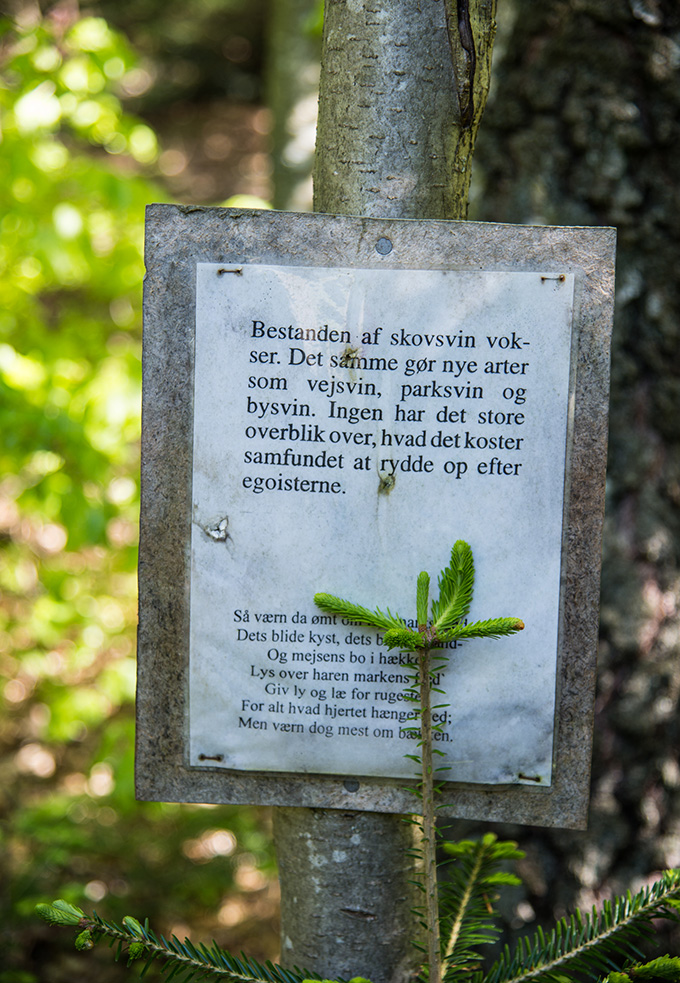 Bestanden af skovsvin vok-
ser. Det samme gør nye arter
som vejsvin, parksvin og
bysvin. Ingen har det store
overblik over, hvad det koster
samfundet at rydde op efter
egoisterne.
Så værn da ømt om
Dets blide kyst, dets
Og mejsens bo i hække
Lys over haren markens
Giv ly og læ for
For alt hvad hjertet hænger ved;
Men værn dog mest om bækken.